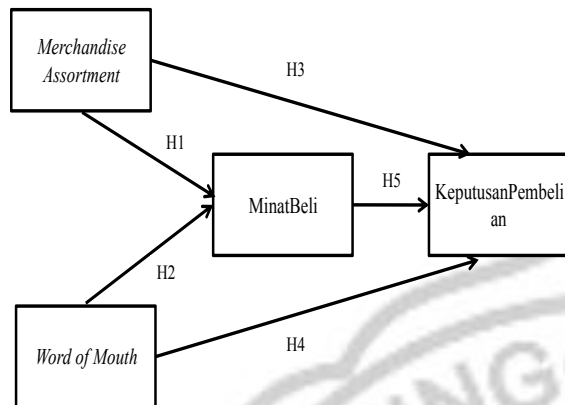 Merchandise
Assortment
H3
H1
MinatBeli
H5
KeputusanPembeli
an
H2
Word of Mouth
H4